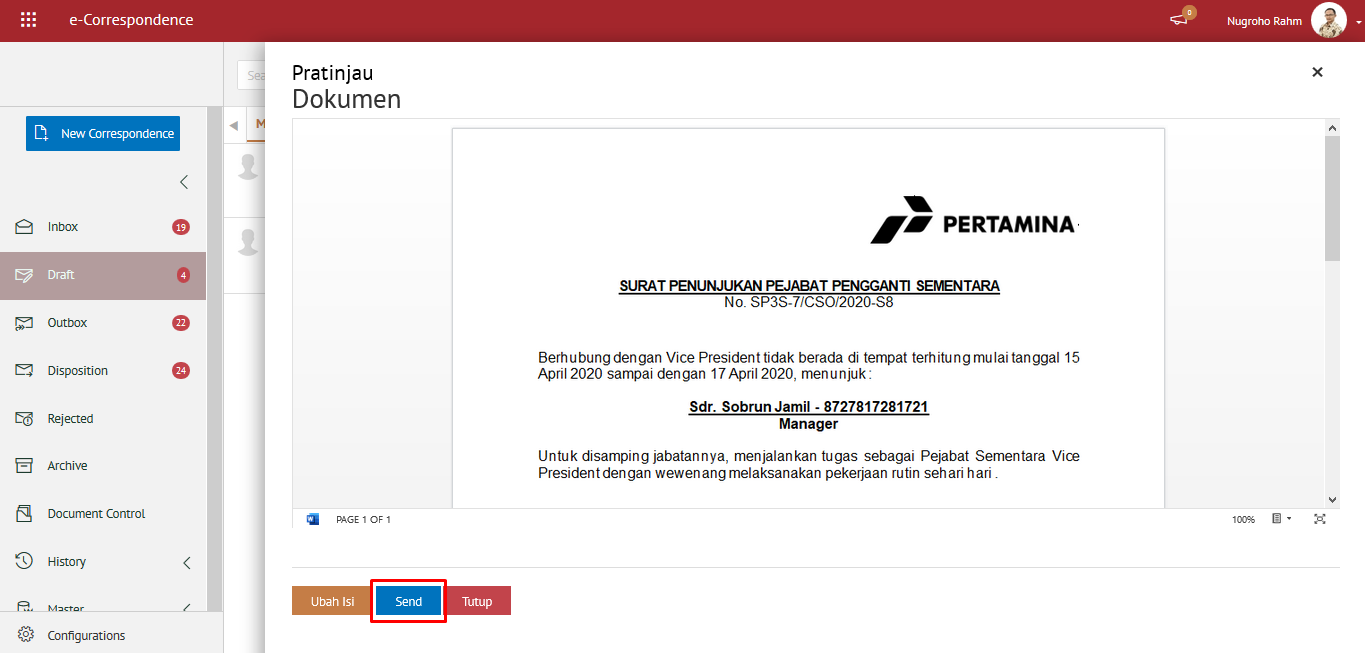 e-Correspondence
0
Nugroho Rahm
Sea
Pratinjau
Dokumen
New Correspondence
M
Inbox
19
Draft
4
Outbox
22
Disposition
24
Rejected
Archive
Document Control
History
Master
Configurations
PERTAMINA
SURAT PENUNJUKAN PEJABAT PENGGANTI SEMENTARA
No. SP3S-7/CSO/2020-S8
Berhubung dengan Vice President tidak berada di tempat terhitung mulai tanggal 15
April 2020 sampai dengan 17 April 2020, menunjuk :
Sdr. Sobrun Jamil - 8727817281721
Manager
Untuk disamping jabatannya, menjalankan tugas sebagai Pejabat Sementara Vice
President dengan wewenang melaksanakan pekerjaan rutin sehari hari .
PAGE 1 OF 1
100%
Ubah Isi
Send
Tutup